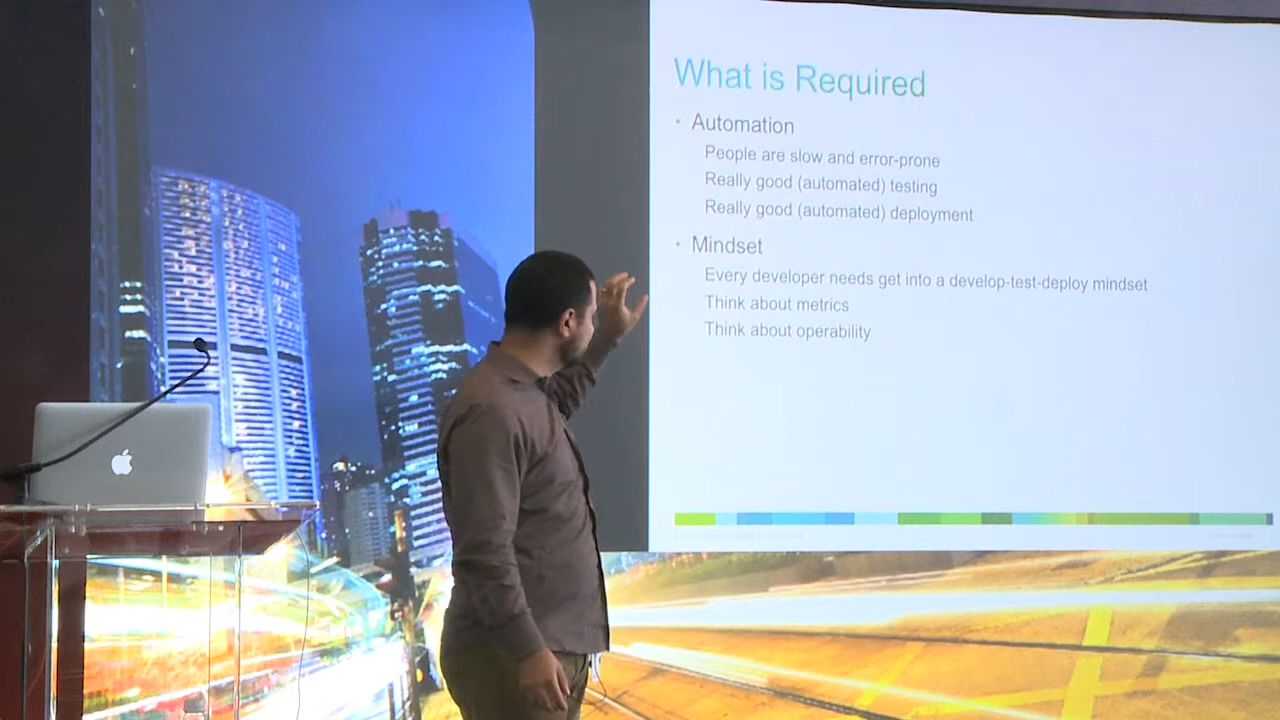 What is Required
• Automation
People are slow and error-prone
Really good (automated) testing
Really good (automated) deployment
• Mindset
Every developer needs get into a develop-test-deploy mindset
Think about metrics
Think about operability